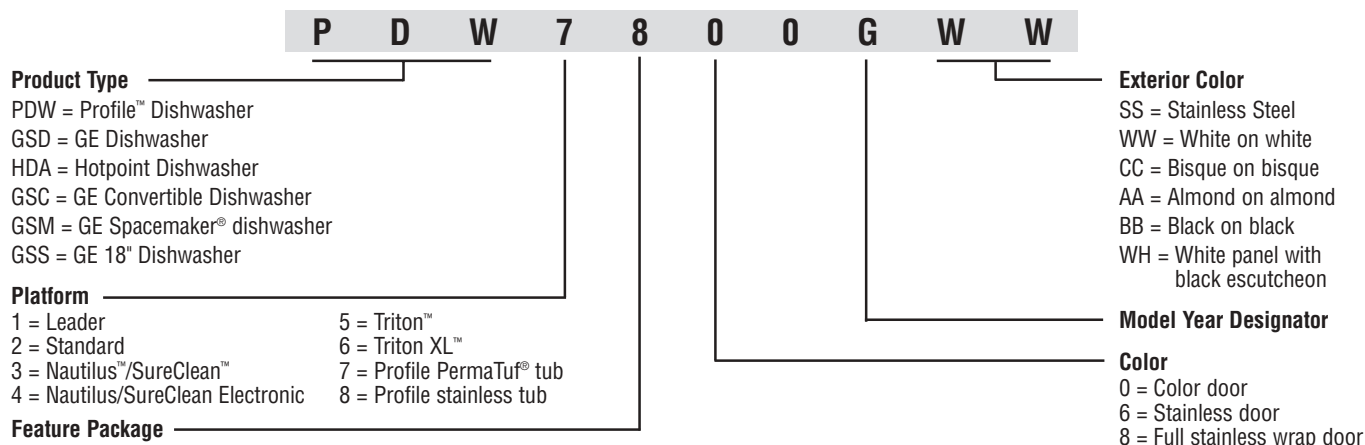 P D W 7 8 0 0 G W W
Product Type
PDW = Profile™ Dishwasher
GSD = GE Dishwasher
HDA = Hotpoint Dishwasher
GSC = GE Convertible Dishwasher
GSM = GE Spacemaker® dishwasher
GSS = GE 18" Dishwasher
Platform
1 = Leader
2 = Standard
3 = Nautilus™/SureClean™
4 = Nautilus/SureClean Electronic
5 = Triton™
6 = Triton XL™
7 = Profile PermaTuf® tub
8 = Profile stainless tub
Feature Package
Exterior Color
SS = Stainless Steel
WW = White on white
CC = Bisque on bisque
AA = Almond on almond
BB = Black on black
WH = White panel with
black escutcheon
Model Year Designator
Color
0 = Color door
6 = Stainless door
8 = Full stainless wrap door